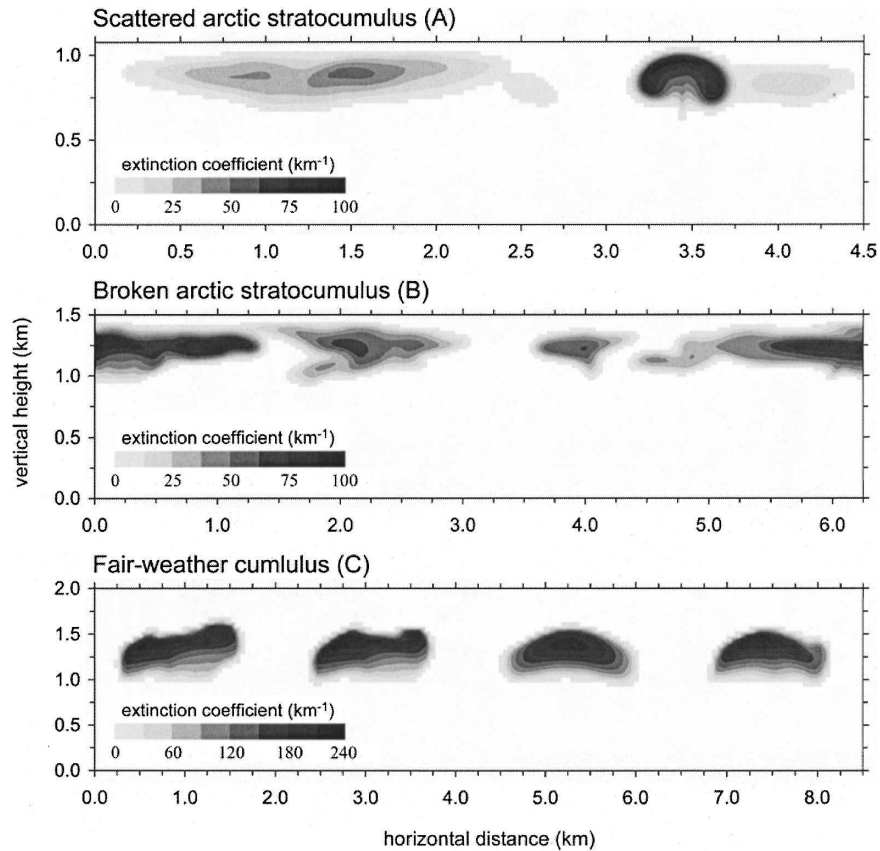 Scattered arctic stratocumulus (A)
1.0
0.5
0.0
extinction coefficient (km-1)
0 25 50 75 100
0.0 0.5 1.0 1.5 2.0 2.5 3.0 3.5 4.0 4.5
Broken arctic stratocumulus (B)
vertical height (km)
1.5
1.0
0.5
0.0
extinction coefficient (km-1)
0 25 50 75 100
0.0 1.0 2.0 3.0 4.0 5.0 6.0
Fair-weather cumlulus (C)
2.0
1.5
1.0
0.5
0.0
extinction coefficient (km-1)
0 60 120 180 240
0.0 1.0 2.0 3.0 4.0 5.0 6.0 7.0 8.0
horizontal distance (km)